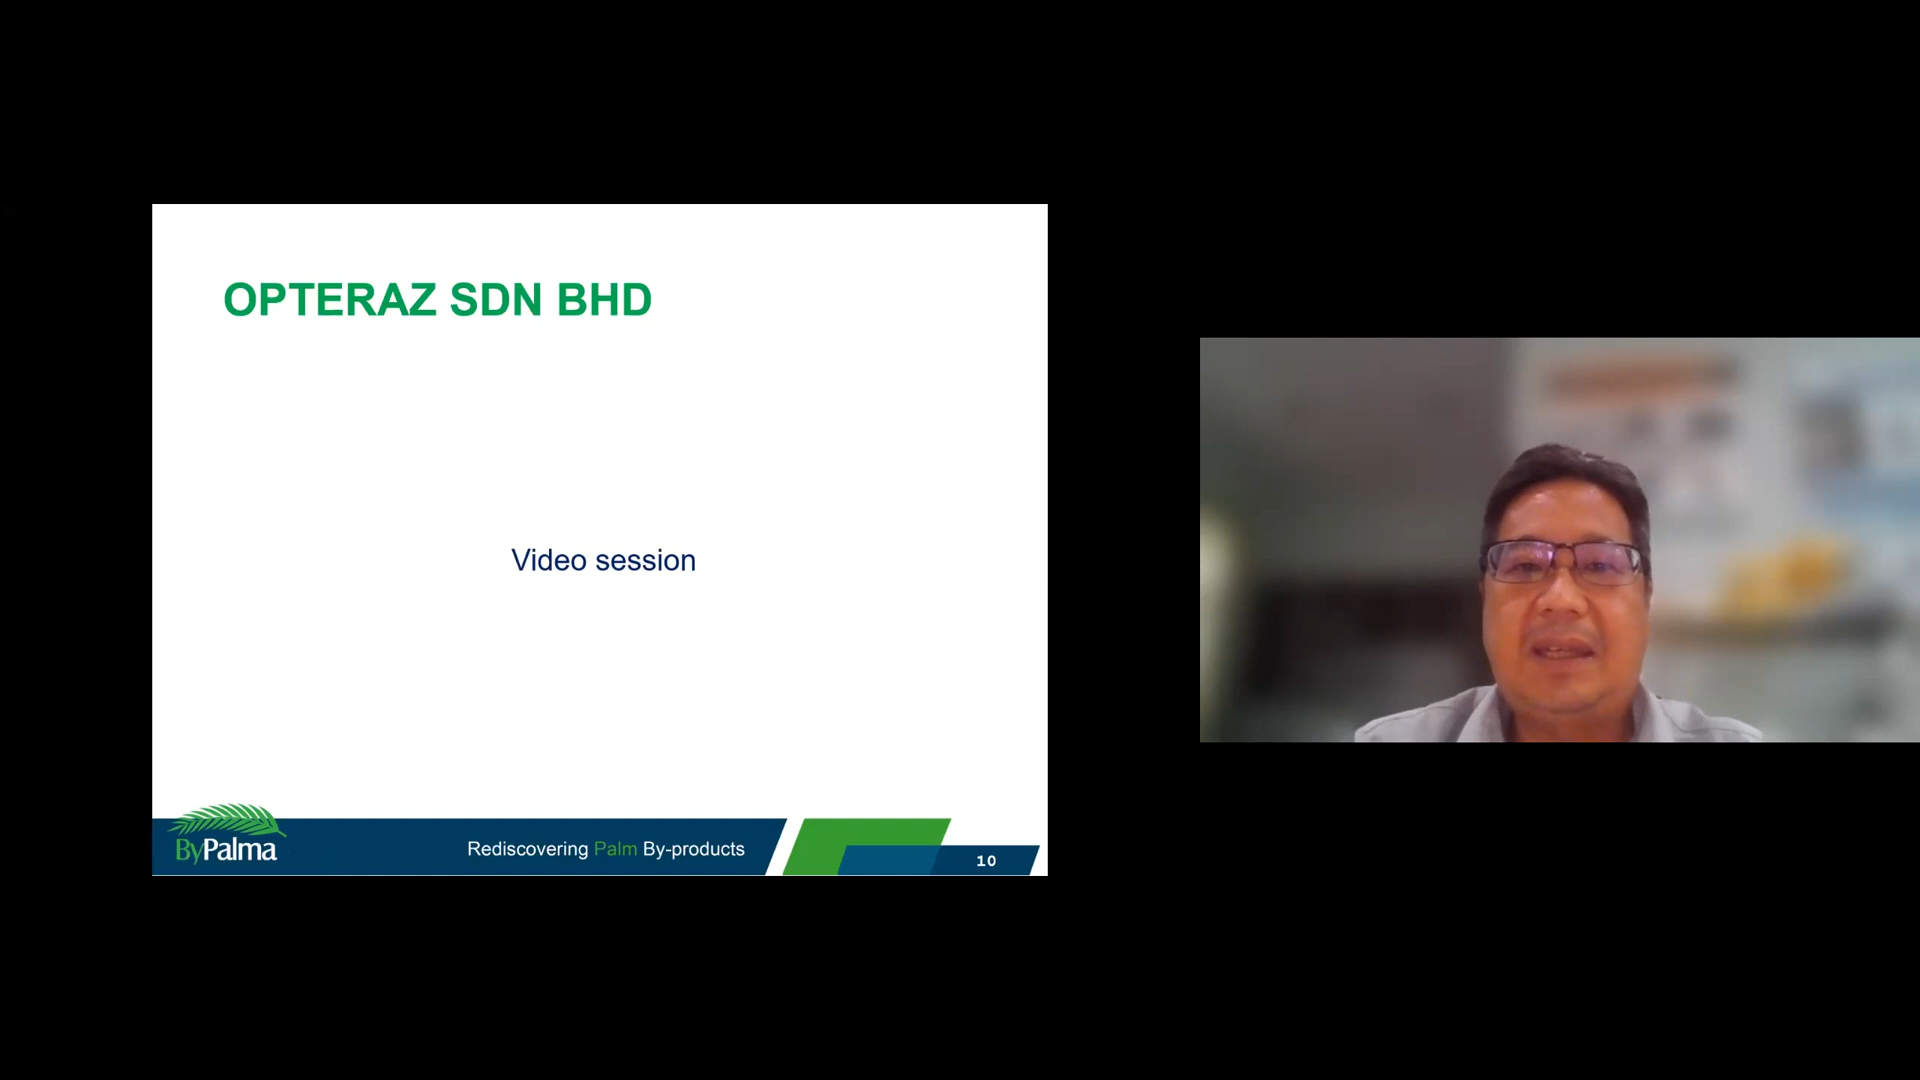 OPTERAZ SDN BHD
Video session
ByPalma
Rediscovering Palm By-products
10